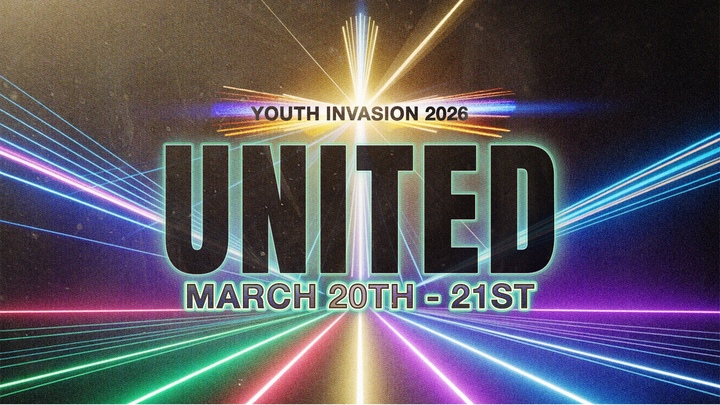 YOUTH INVASION 2026
UNITED
MARCH 20TH - 21ST